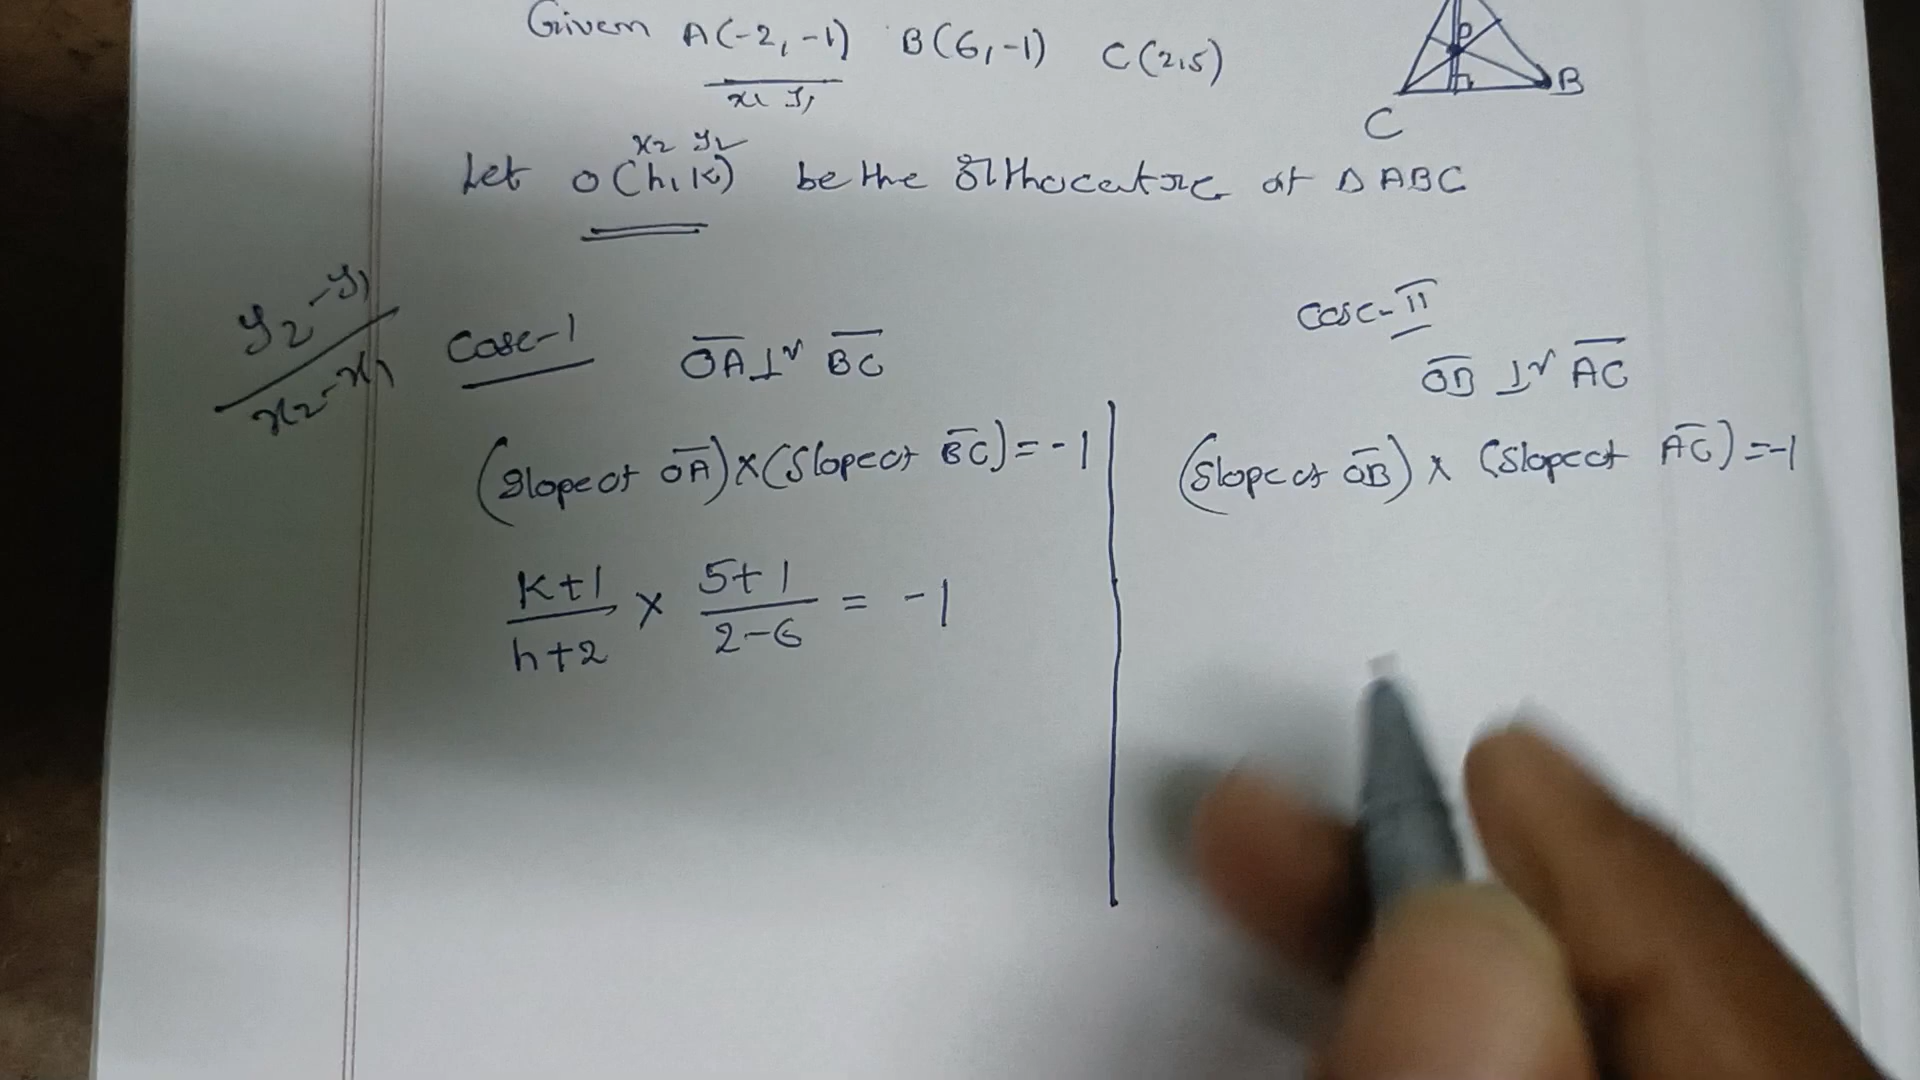 Given A(-2, -1) B(6, -1) C(2,5)
x1 y1
B
C
x2 y2
Let O(h,k) be the orthocentre of Δ ABC
y2-y1
x2-x1
Case-1 OA ⊥r BC
Case-II
OB ⊥r AC
(Slope of OA) x (Slope of BC) = -1
(Slope of OB) x (Slope of AC) = -1
K+1/h+2 x 5+1/2-6 = -1